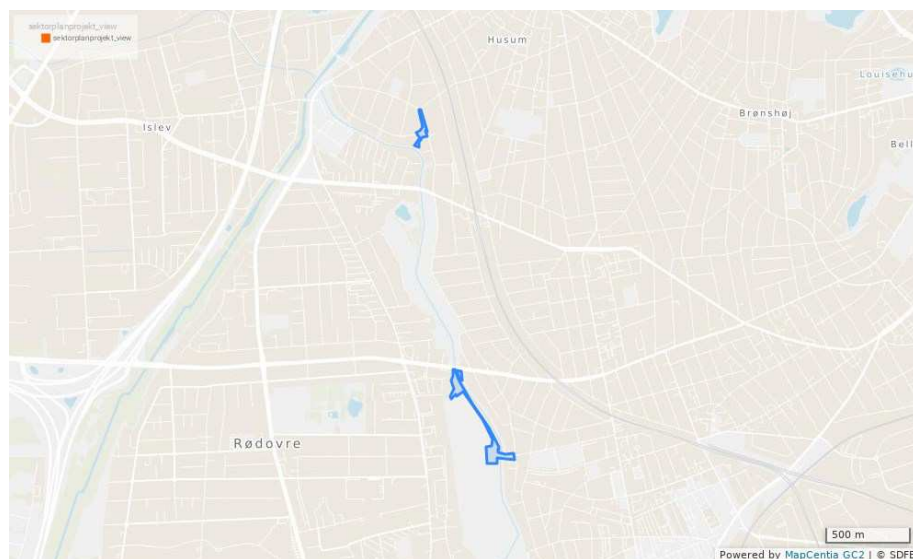 sektorplanprojekt_view
sektorplanprojekt_view
Husum
Islev
Brønshøj
Rødovre
500 m
Powered by MapCentia GC2 | © SDFE